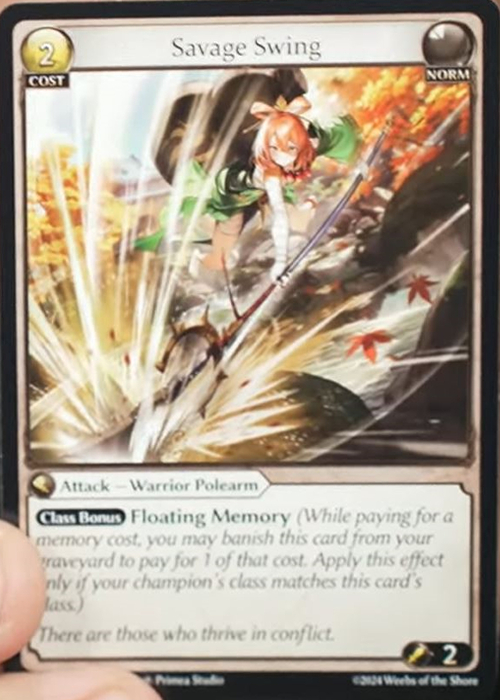 2
Savage Swing
COST
NORM
Attack — Warrior Polearm
Class Bonus Floating Memory (While paying for a
memory cost, you may banish this card from your
raveyard to pay for 1 of that cost. Apply this effect
nly if your champion's class matches this card's
lass.)
There are those who thrive in conflict.
2
Primea Studio
©2024 Weebs of the Shore